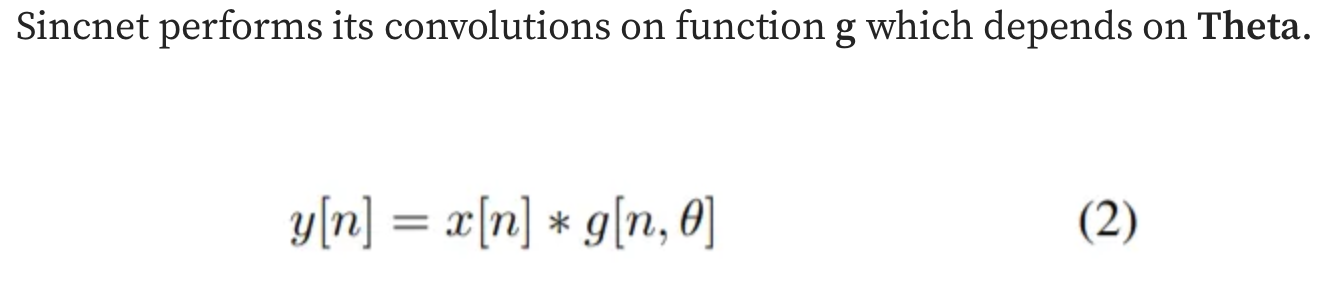 Sincnet performs its convolutions on function g which depends on Theta.
y[n] = x[n] * g[n, θ] (2)